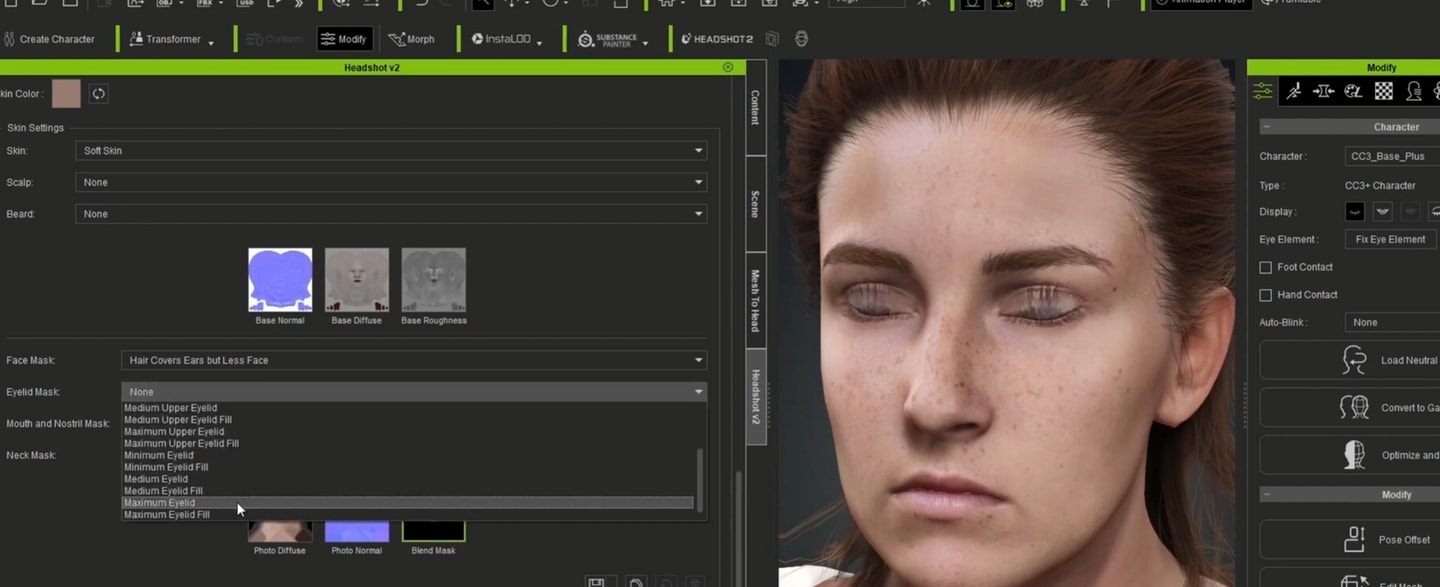 Create Character
Transformer
Conform
Modify
Morph
InstaLOD
SUBSTANCE PAINTER
HEADSHOT2
Headshot v2
kin Color :
Skin Settings
Skin:
Soft Skin
Scalp:
None
Beard:
None
Base Normal
Base Diffuse
Base Roughness
Face Mask:
Hair Covers Ears but Less Face
Eyelid Mask:
None
Medium Upper Eyelid
Medium Upper Eyelid Fill
Maximum Upper Eyelid
Maximum Upper Eyelid Fill
Mouth and Nostril Mask:
Minimum Eyelid
Neck Mask:
Minimum Eyelid Fill
Medium Eyelid
Medium Eyelid Fill
Maximum Eyelid
Maximum Eyelid Fill
Photo Diffuse
Photo Normal
Blend Mask
Content
Scene
Mesh To Head
Headshot v2
Modify
Character
Character :
CC3_Base_Plus
Type :
CC3+ Character
Display :
Eye Element :
Fix Eye Element
Foot Contact
Hand Contact
Auto-Blink :
None
Load Neutral
Convert to Ga
Optimize and
Modify
Pose Offset